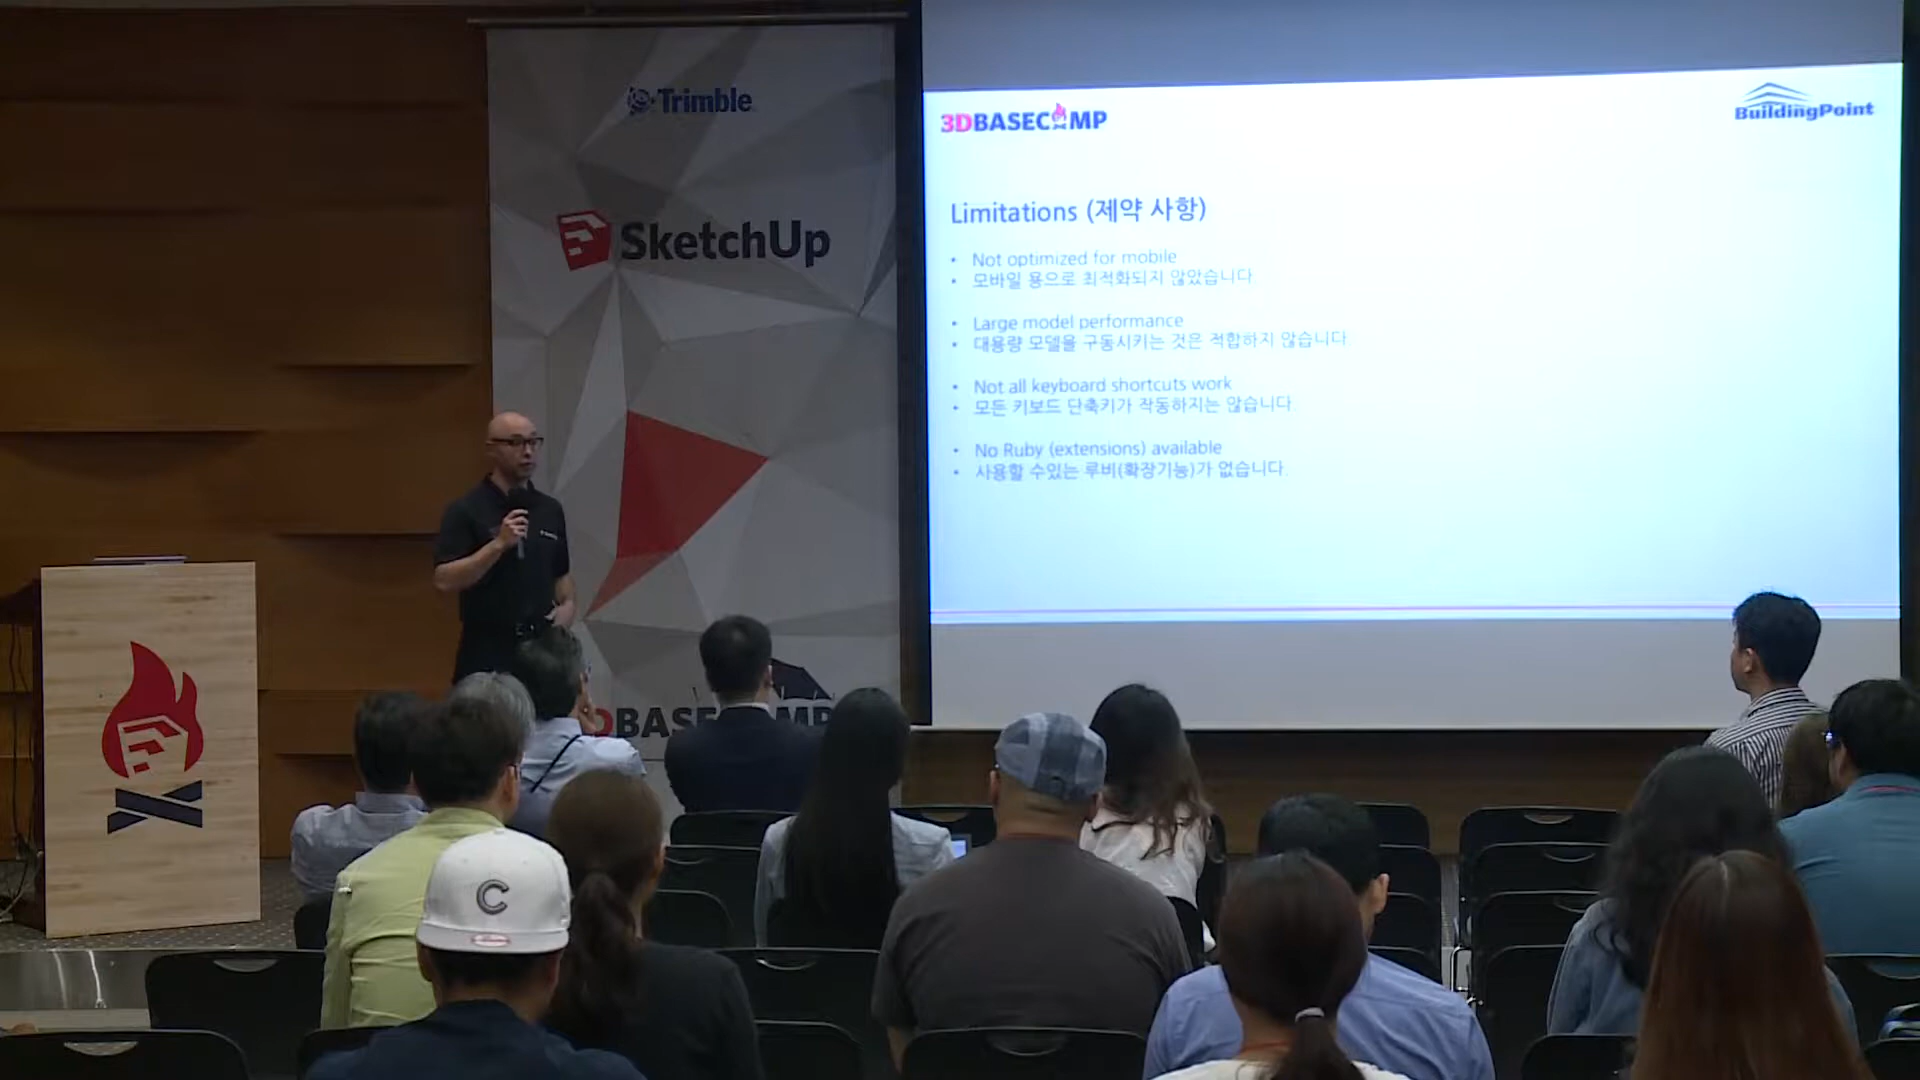 Trimble
SketchUp
3DBASECAMP
BuildingPoint
Limitations (제약 사항)
• Not optimized for mobile
• 모바일 용으로 최적화되지 않았습니다.
• Large model performance
• 대용량 모델을 구동시키는 것은 적합하지 않습니다.
• Not all keyboard shortcuts work
• 모든 키보드 단축키가 작동하지는 않습니다.
• No Ruby (extensions) available
• 사용할 수있는 루비(확장기능)가 없습니다.
DBASE MP
C